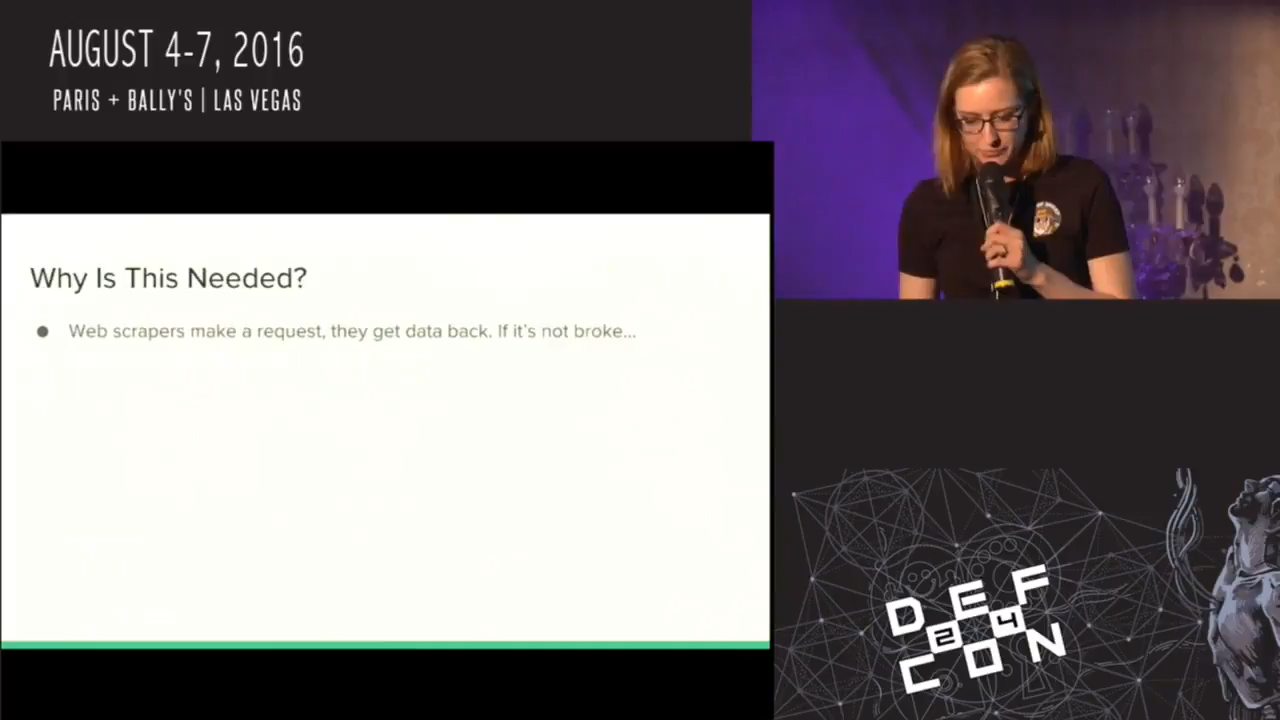 AUGUST 4-7, 2016
PARIS + BALLY'S | LAS VEGAS
Why Is This Needed?
● Web scrapers make a request, they get data back. If it's not broke...
DEF
24
CON